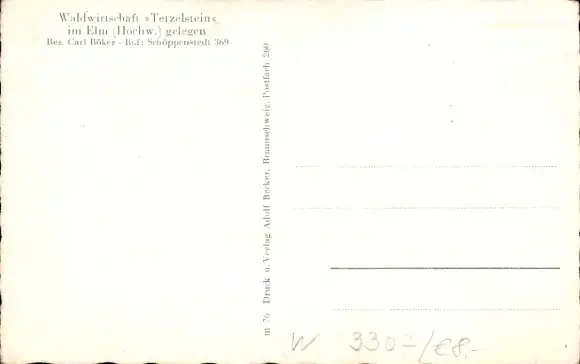 Waldwirtschaft »Tetzelstein«
im Elm (Hochw.) gelegen
Bes. Carl Böker - Ruf: Schöppenstedt 369
m 76 Druck u. Verlag Adolf Becker, Braunschweig, Postfach 260
W 3307/€8.-